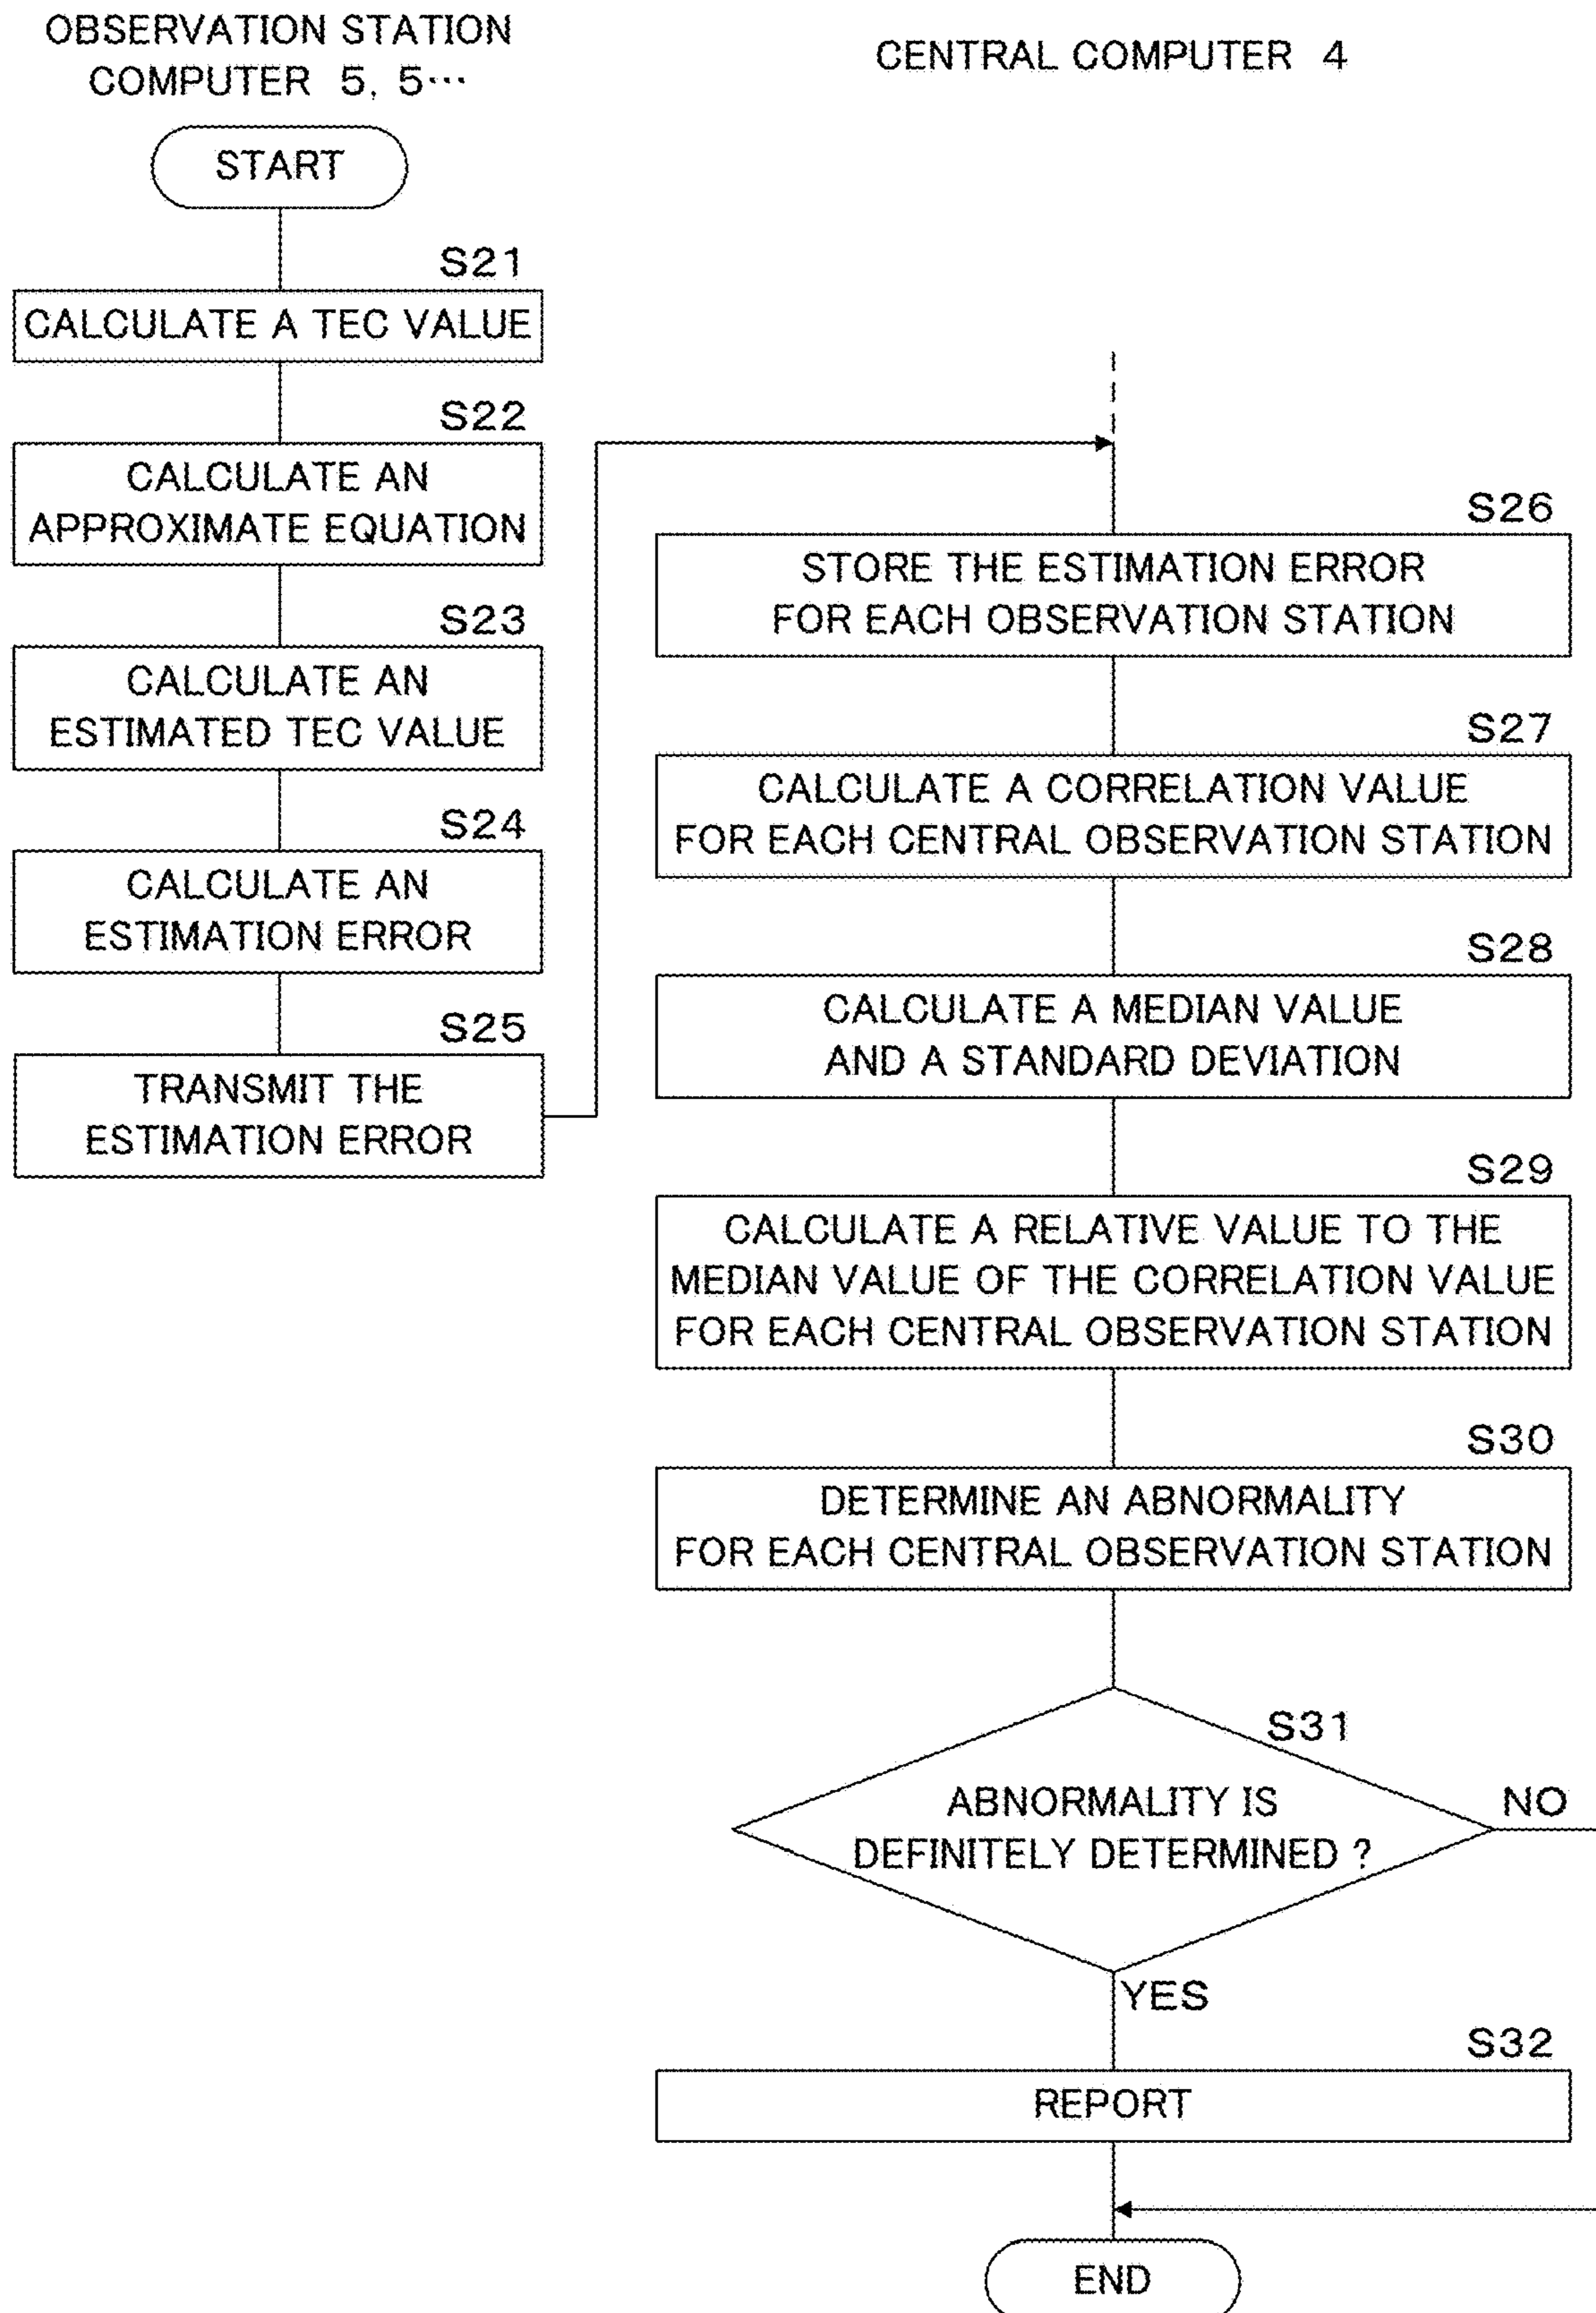 OBSERVATION STATION
COMPUTER 5, 5…
START
S21
CALCULATE A TEC VALUE
S22
CALCULATE AN
APPROXIMATE EQUATION
S23
CALCULATE AN
ESTIMATED TEC VALUE
S24
CALCULATE AN
ESTIMATION ERROR
S25
TRANSMIT THE
ESTIMATION ERROR
CENTRAL COMPUTER 4
S26
STORE THE ESTIMATION ERROR
FOR EACH OBSERVATION STATION
S27
CALCULATE A CORRELATION VALUE
FOR EACH CENTRAL OBSERVATION STATION
S28
CALCULATE A MEDIAN VALUE
AND A STANDARD DEVIATION
S29
CALCULATE A RELATIVE VALUE TO THE
MEDIAN VALUE OF THE CORRELATION VALUE
FOR EACH CENTRAL OBSERVATION STATION
S30
DETERMINE AN ABNORMALITY
FOR EACH CENTRAL OBSERVATION STATION
S31
ABNORMALITY IS
DEFINITELY DETERMINED ?
NO
YES
S32
REPORT
END